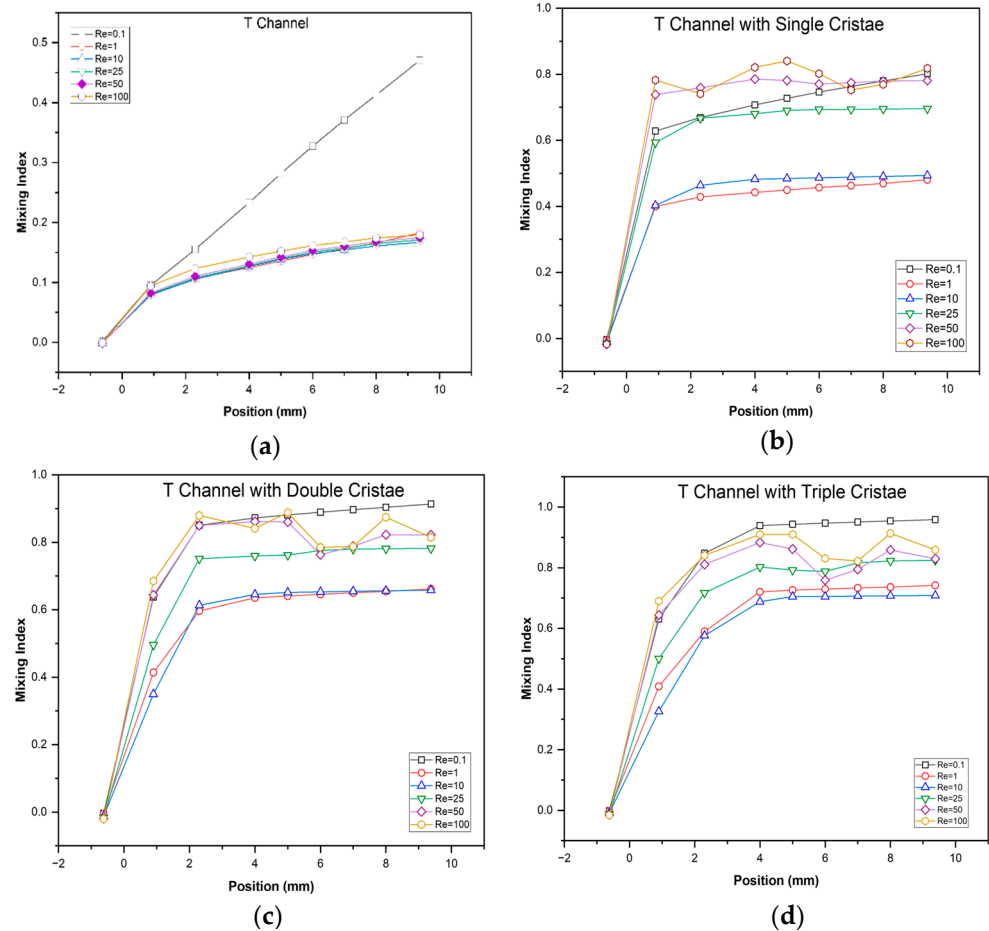 T Channel
Re=0.1
Re=1
Re=10
Re=25
Re=50
Re=100
0.5
0.4
0.3
0.2
0.1
0.0
Mixing Index
−2 0 2 4 6 8 10
Position (mm)
(a)
T Channel with Single Cristae
1.0
0.8
0.6
0.4
0.2
0.0
Mixing Index
Re=0.1
Re=1
Re=10
Re=25
Re=50
Re=100
−2 0 2 4 6 8 10
Position (mm)
(b)
T Channel with Double Cristae
1.0
0.8
0.6
0.4
0.2
0.0
Mixing Index
Re=0.1
Re=1
Re=10
Re=25
Re=50
Re=100
−2 0 2 4 6 8 10
Position (mm)
(c)
T Channel with Triple Cristae
1.0
0.8
0.6
0.4
0.2
0.0
Mixing Index
Re=0.1
Re=1
Re=10
Re=25
Re=50
Re=100
−2 0 2 4 6 8 10
Position (mm)
(d)